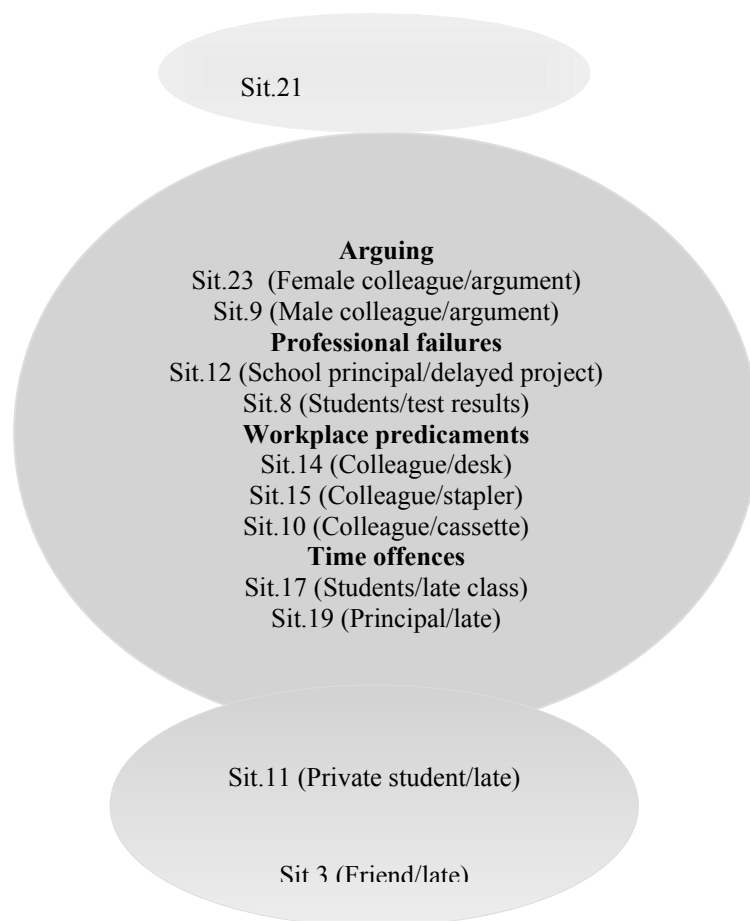 Sit.21
Arguing
Sit.23 (Female colleague/argument)
Sit.9 (Male colleague/argument)
Professional failures
Sit.12 (School principal/delayed project)
Sit.8 (Students/test results)
Workplace predicaments
Sit.14 (Colleague/desk)
Sit.15 (Colleague/stapler)
Sit.10 (Colleague/cassette)
Time offences
Sit.17 (Students/late class)
Sit.19 (Principal/late)
Sit.11 (Private student/late)
Sit 3 (Friend/late)